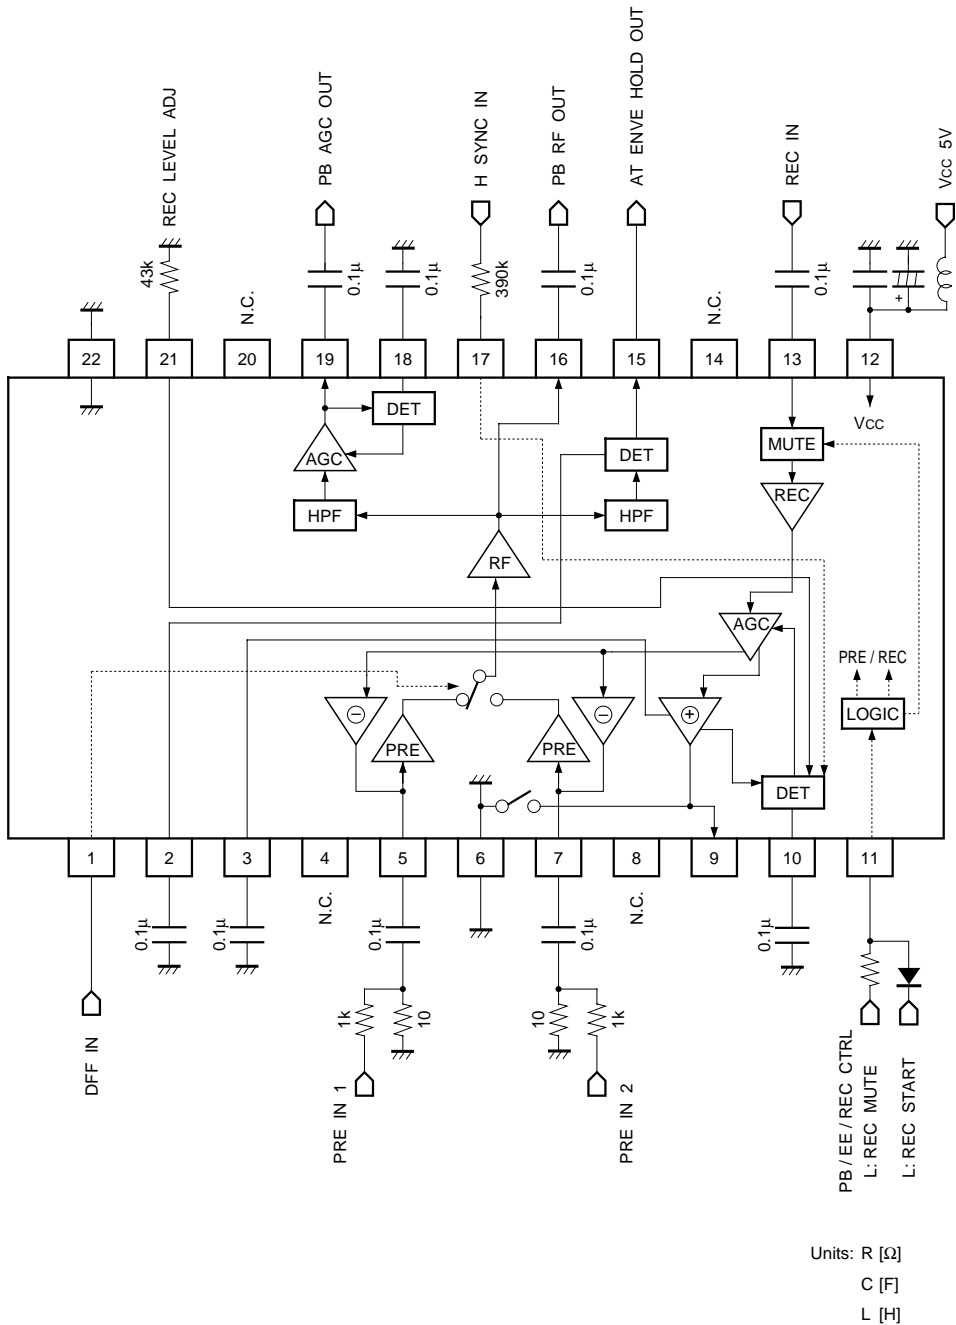 REC LEVEL ADJ
PB AGC OUT
H SYNC IN
PB RF OUT
AT ENVE HOLD OUT
REC IN
Vcc 5V
43k
N.C.
0.1µ
0.1µ
390k
0.1µ
N.C.
0.1µ
+
22
21
20
19
18
17
16
15
14
13
12
DET
Vcc
AGC
DET
MUTE
HPF
HPF
REC
RF
AGC
PRE / REC
LOGIC
−
PRE
PRE
−
+
DET
1
2
3
4
5
6
7
8
9
10
11
0.1µ
0.1µ
N.C.
0.1µ
0.1µ
N.C.
0.1µ
1k
10
10
1k
DFF IN
PRE IN 1
PRE IN 2
PB / EE / REC CTRL
L: REC MUTE
L: REC START
Units: R [Ω]
C [F]
L [H]